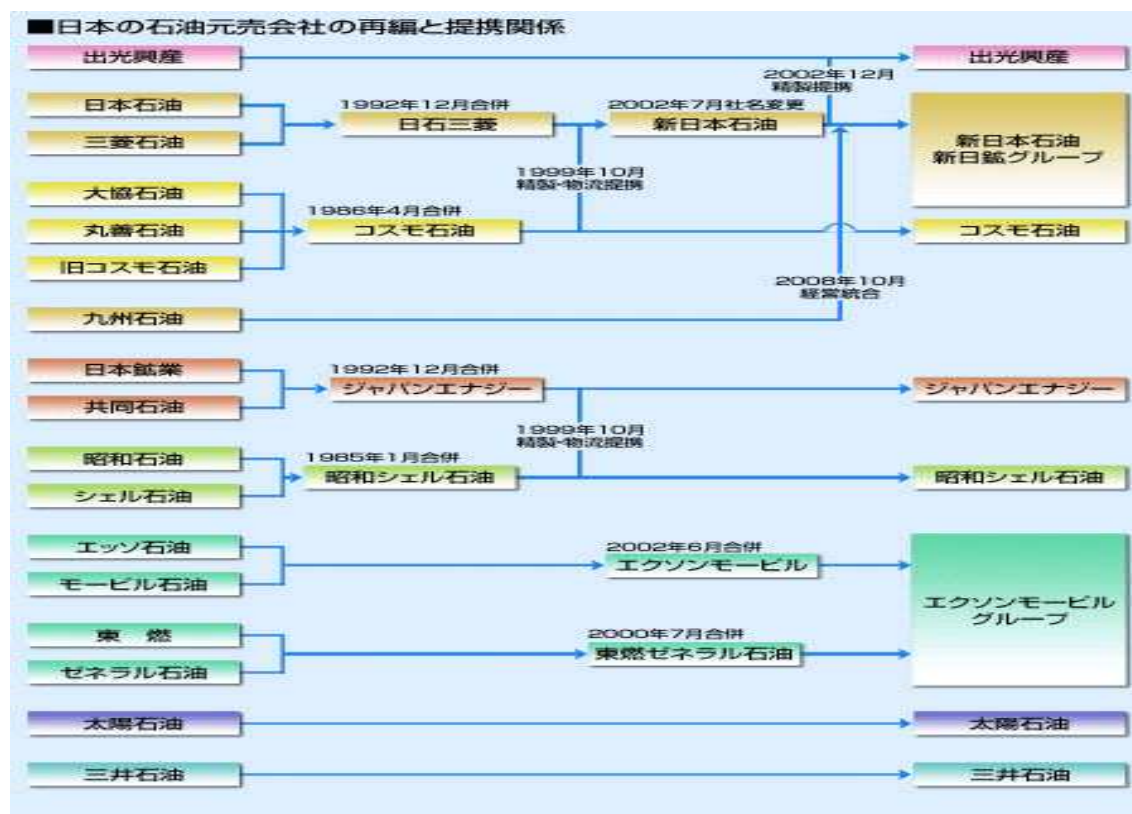 ■日本の石油元売会社の再編と提携関係
出光興産
出光興産
2002年12月
精製提携
日本石油
三菱石油
1992年12月合併
日石三菱
2002年7月社名変更
新日本石油
新日本石油
新日鉱グループ
1999年10月
精製・物流提携
大協石油
丸善石油
旧コスモ石油
1986年4月合併
コスモ石油
コスモ石油
2008年10月
経営統合
九州石油
日本鉱業
共同石油
1992年12月合併
ジャパンエナジー
ジャパンエナジー
1999年10月
精製・物流提携
昭和石油
シェル石油
1985年1月合併
昭和シェル石油
昭和シェル石油
エッソ石油
モービル石油
2002年6月合併
エクソンモービル
エクソンモービル
グループ
東　燃
ゼネラル石油
2000年7月合併
東燃ゼネラル石油
太陽石油
太陽石油
三井石油
三井石油